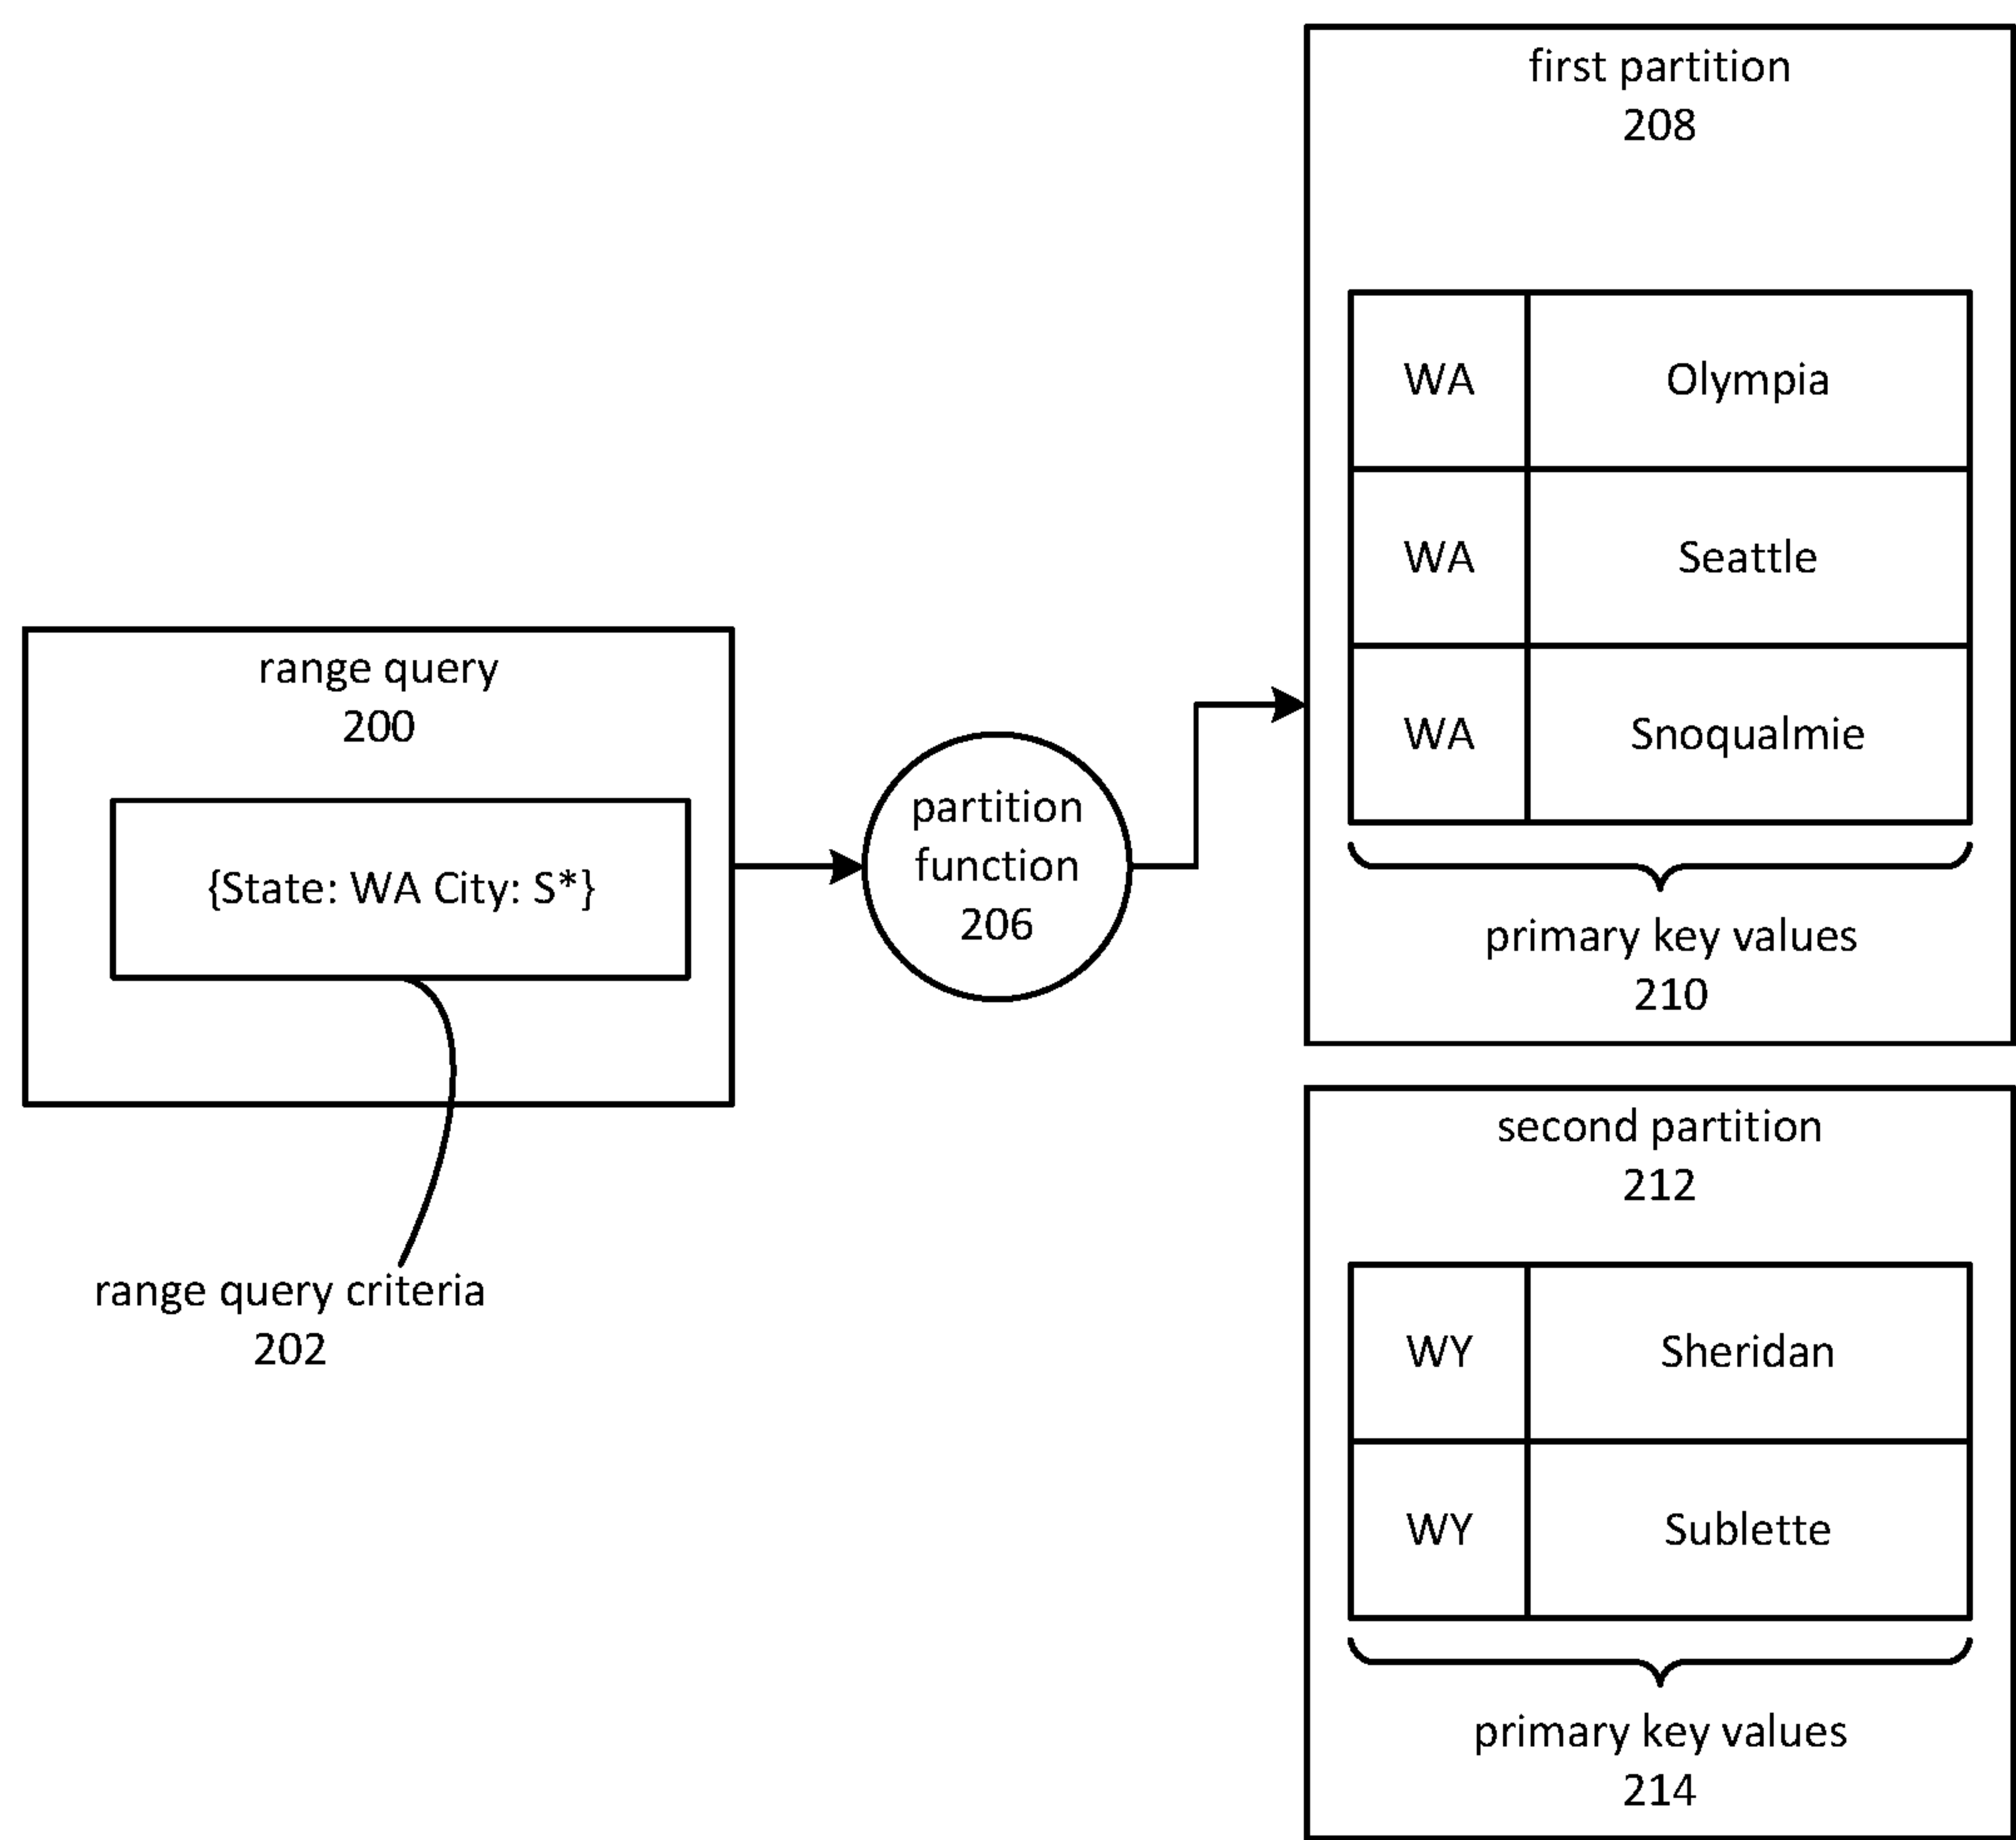 range query
200
{State: WA City: S*}
range query criteria
202
partition
function
206
first partition
208
WA Olympia
WA Seattle
WA Snoqualmie
primary key values
210
second partition
212
WY Sheridan
WY Sublette
primary key values
214